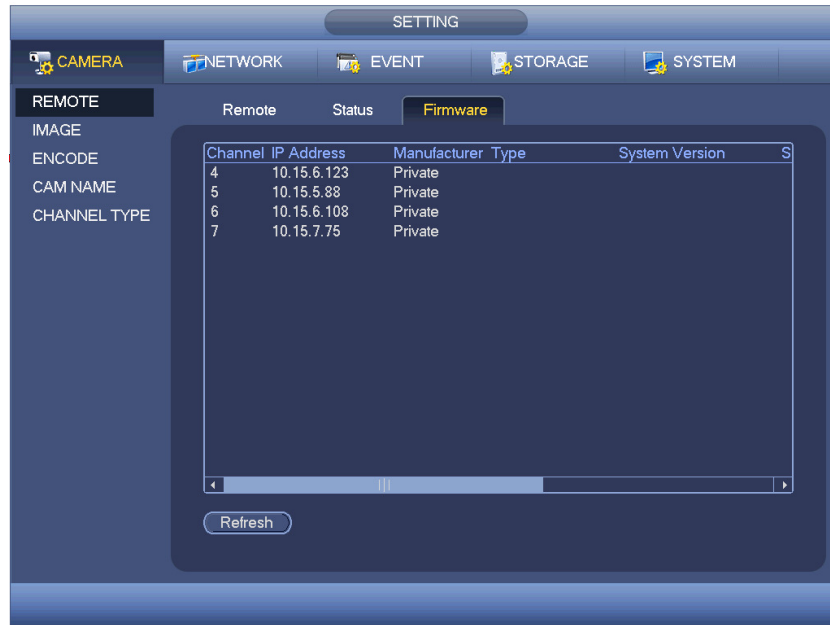 SETTING
CAMERA NETWORK EVENT STORAGE SYSTEM
REMOTE
IMAGE
ENCODE
CAM NAME
CHANNEL TYPE
Remote Status Firmware
Channel IP Address Manufacturer Type System Version S
4 10.15.6.123 Private
5 10.15.5.88 Private
6 10.15.6.108 Private
7 10.15.7.75 Private
Refresh